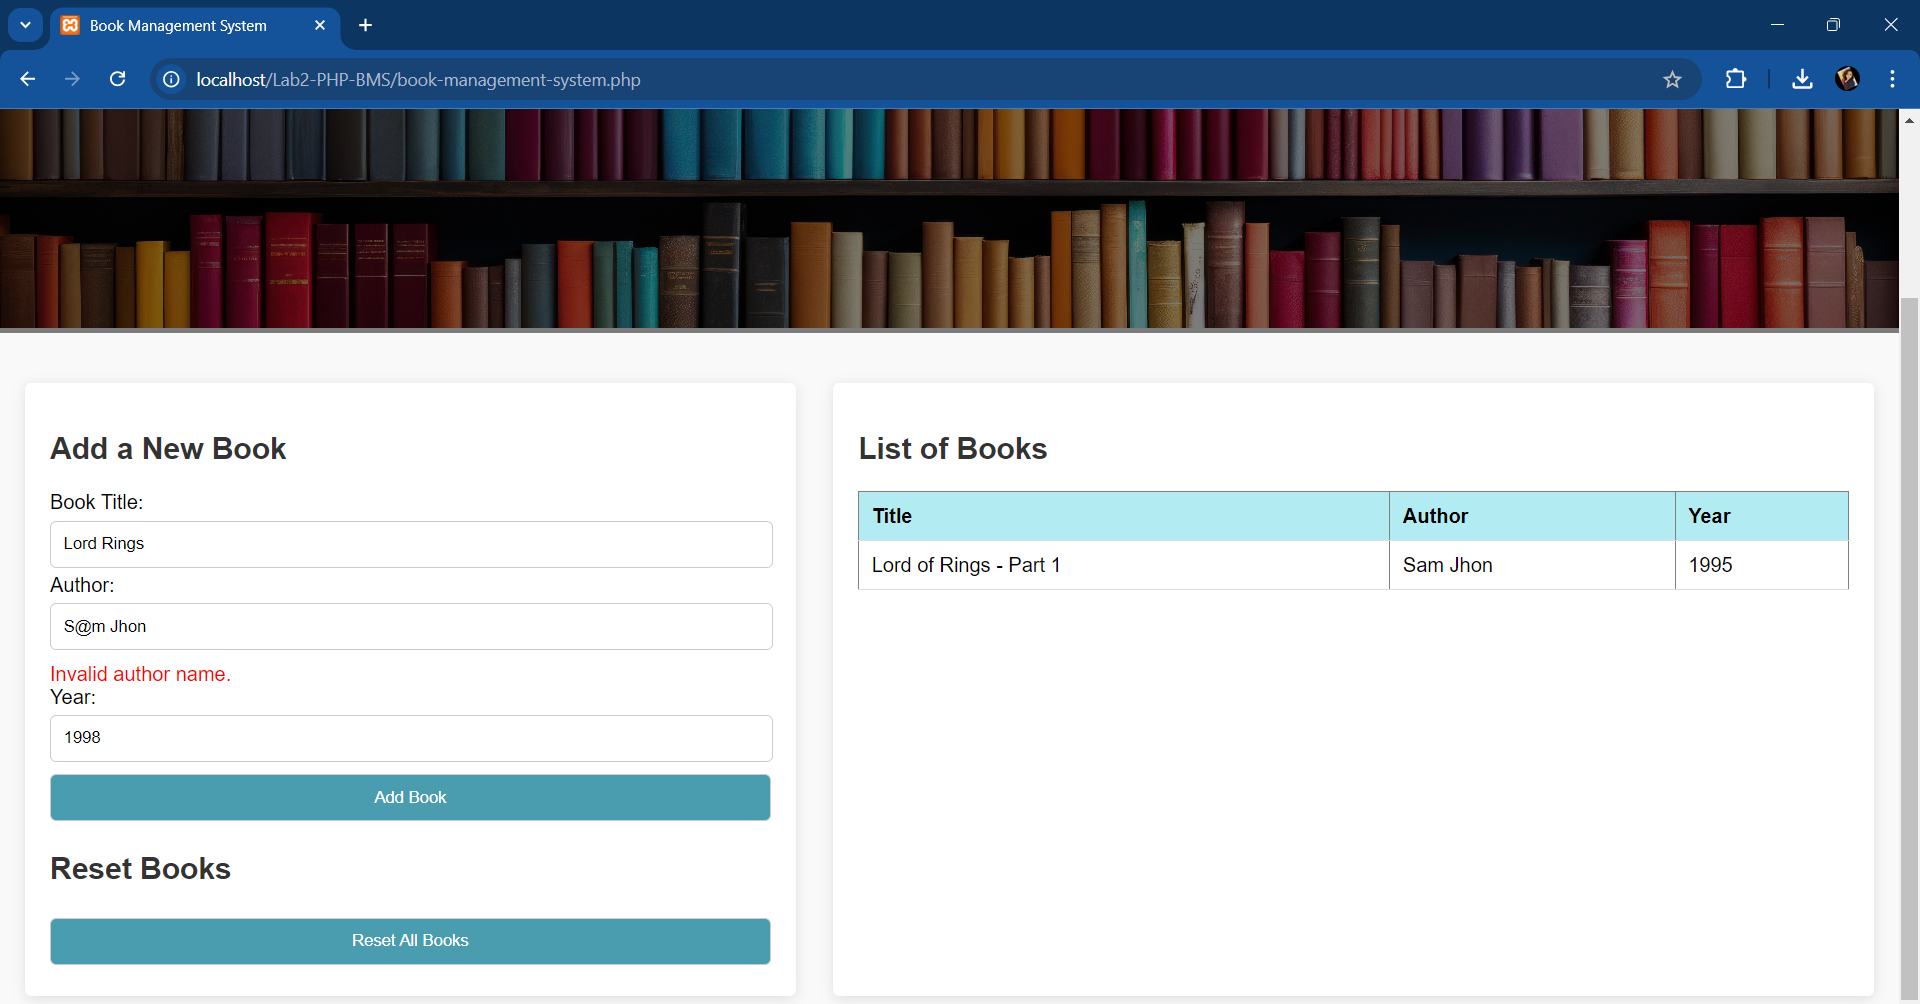 Book Management System
localhost/Lab2-PHP-BMS/book-management-system.php
Add a New Book
Book Title:
Lord Rings
Author:
S@m Jhon
Invalid author name.
Year:
1998
Add Book
Reset Books
Reset All Books
List of Books
Title Author Year
Lord of Rings - Part 1 Sam Jhon 1995